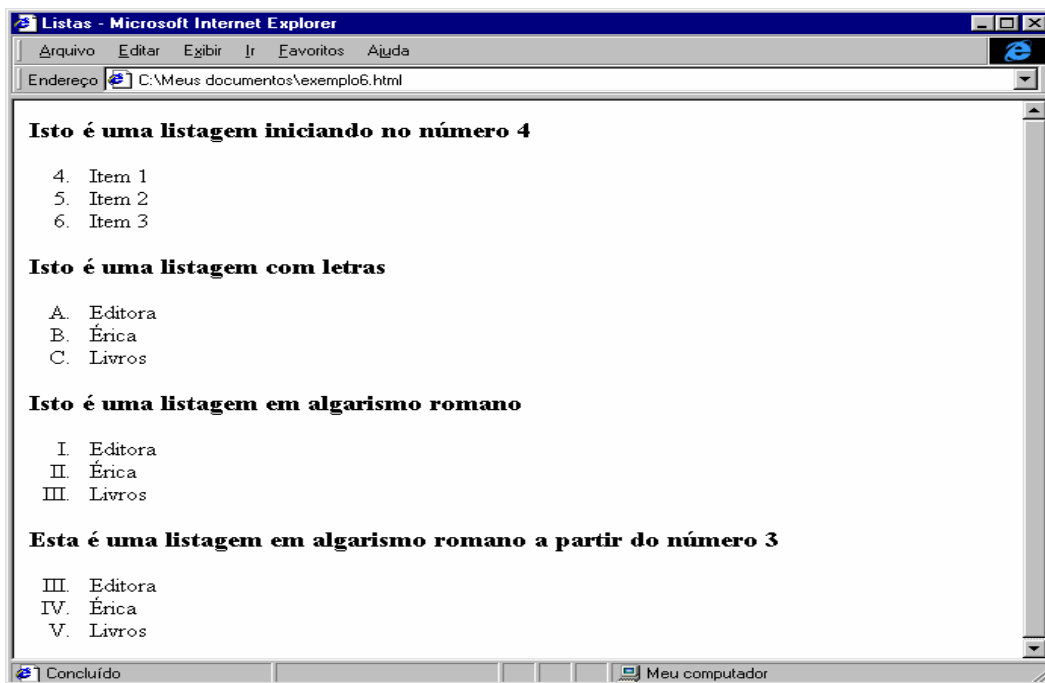 Listas - Microsoft Internet Explorer
Arquivo Editar Exibir Ir Favoritos Ajuda
Endereço C:\Meus documentos\exemplo6.html
Isto é uma listagem iniciando no número 4
4. Item 1
5. Item 2
6. Item 3
Isto é uma listagem com letras
A. Editora
B. Érica
C. Livros
Isto é uma listagem em algarismo romano
I. Editora
II. Érica
III. Livros
Esta é uma listagem em algarismo romano a partir do número 3
III. Editora
IV. Érica
V. Livros
Concluído Meu computador